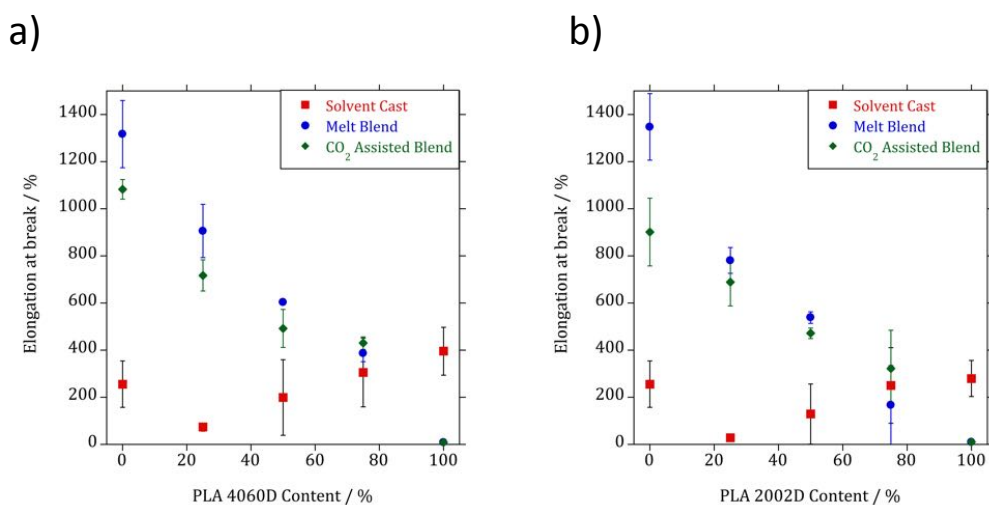 a)
b)
1400
1200
1000
800
600
400
200
0
Elongation at break / %
Solvent Cast
Melt Blend
CO₂ Assisted Blend
0 20 40 60 80 100
PLA 4060D Content / %
1400
1200
1000
800
600
400
200
0
Elongation at break / %
Solvent Cast
Melt Blend
CO₂ Assisted Blend
0 20 40 60 80 100
PLA 2002D Content / %